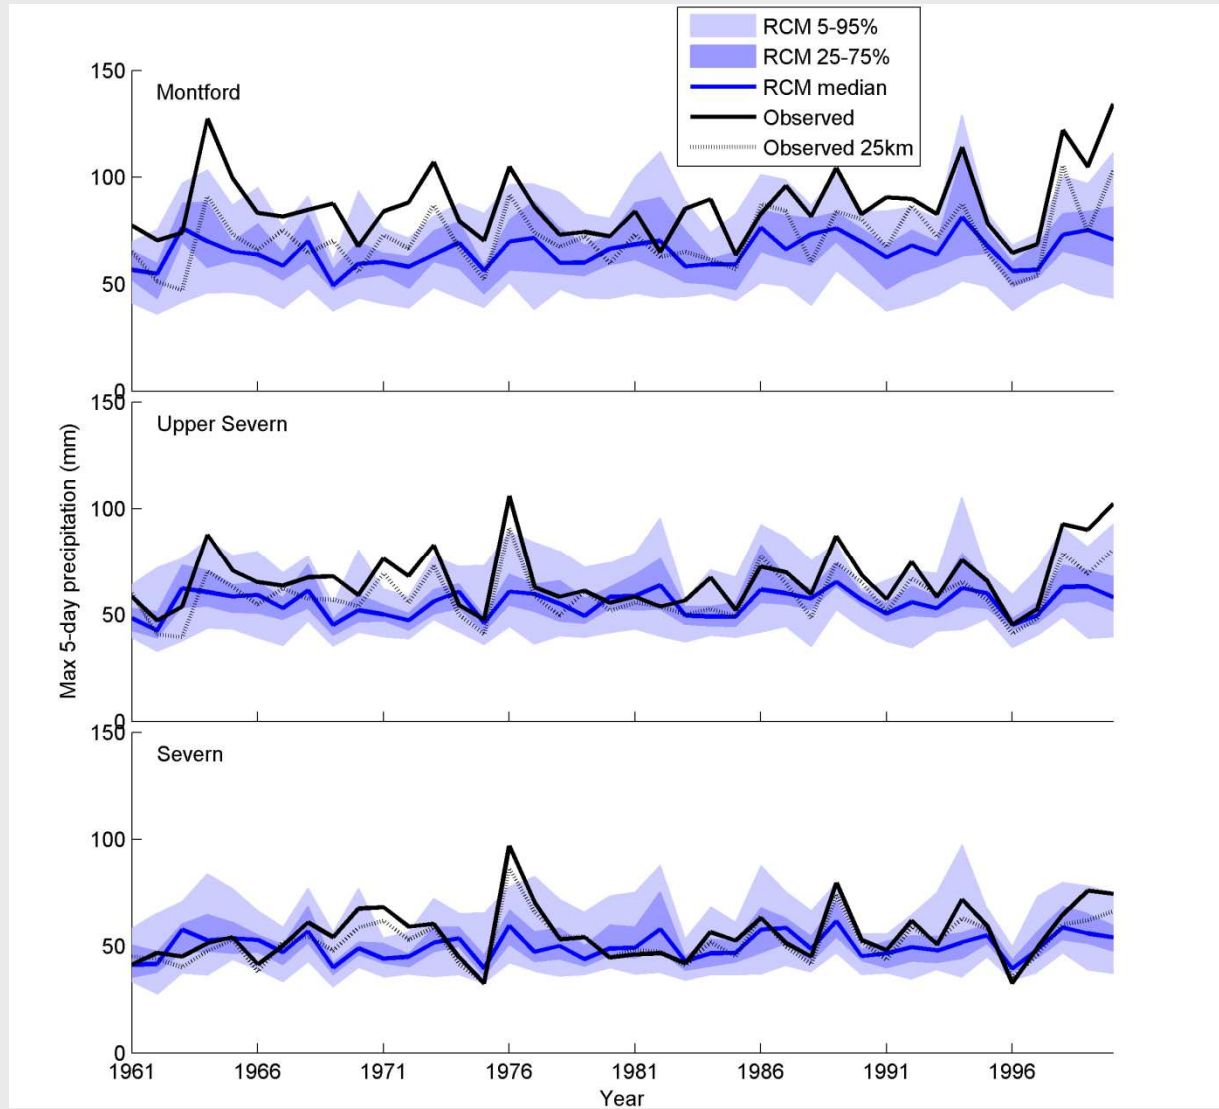 RCM 5-95%
RCM 25-75%
RCM median
Observed
Observed 25km
150
Montford
100
50
0
150
Upper Severn
100
50
0
150
Severn
100
50
0
Max 5-day precipitation (mm)
1961 1966 1971 1976 1981 1986 1991 1996
Year